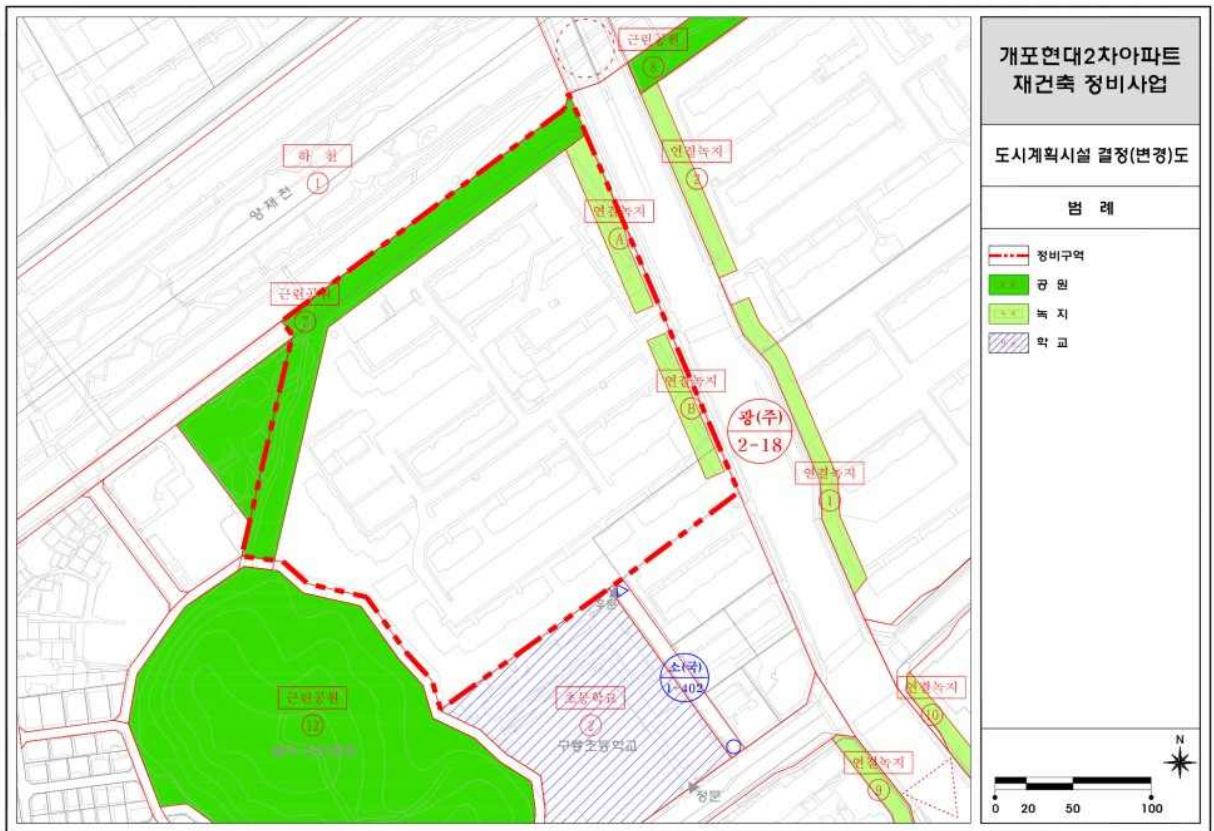 개포현대2차아파트
재건축 정비사업
도시계획시설 결정(변경)도
범 례
정비구역
공 원
녹 지
학 교
N
0 20 50 100
근린공원
8
하 천
1
양재천
연결녹지
2
연결녹지
A
근린공원
7
연결녹지
B
광(주)
2-18
연결녹지
1
후문
소(국)
1-402
근린공원
12
초등학교
2
구룡초등학교
연결녹지
10
연결녹지
9
정문